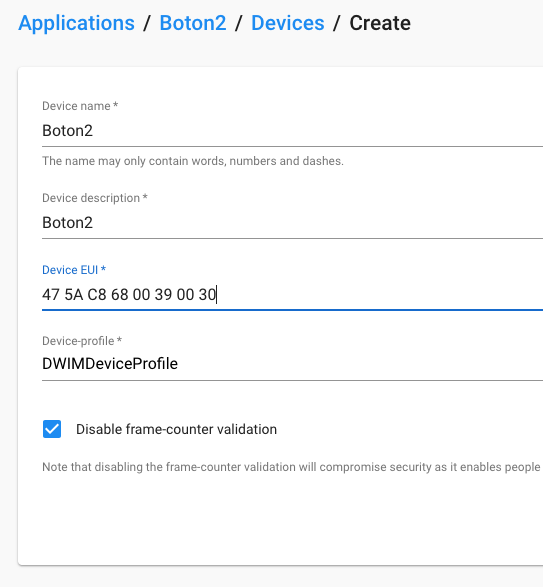 Applications / Boton2 / Devices / Create
Device name *
Boton2
The name may only contain words, numbers and dashes.
Device description *
Boton2
Device EUI *
47 5A C8 68 00 39 00 30
Device-profile *
DWIMDeviceProfile
Disable frame-counter validation
Note that disabling the frame-counter validation will compromise security as it enables people